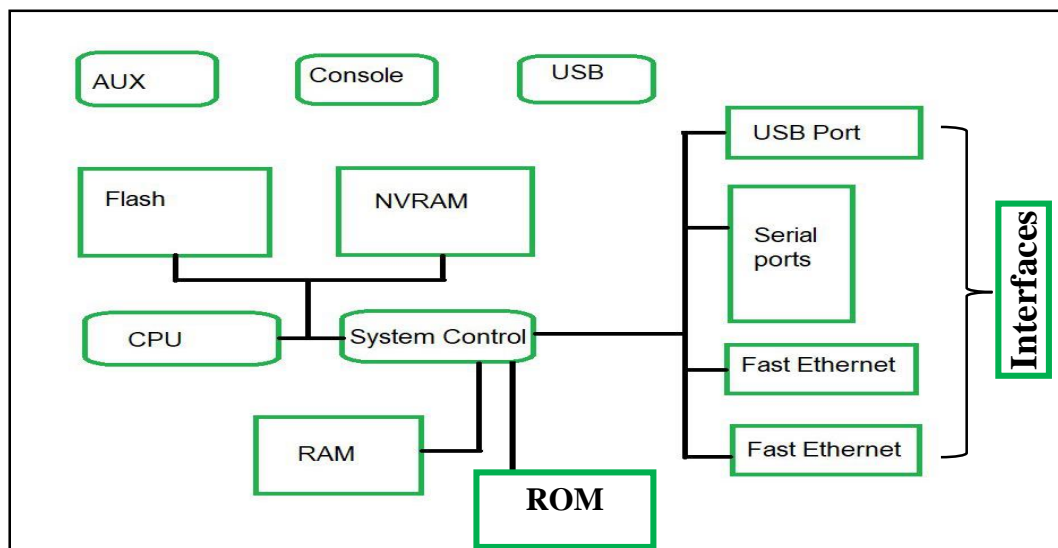 AUX
Console
USB
USB Port
Flash
NVRAM
Serial
ports
Interfaces
CPU
System Control
Fast Ethernet
RAM
Fast Ethernet
ROM